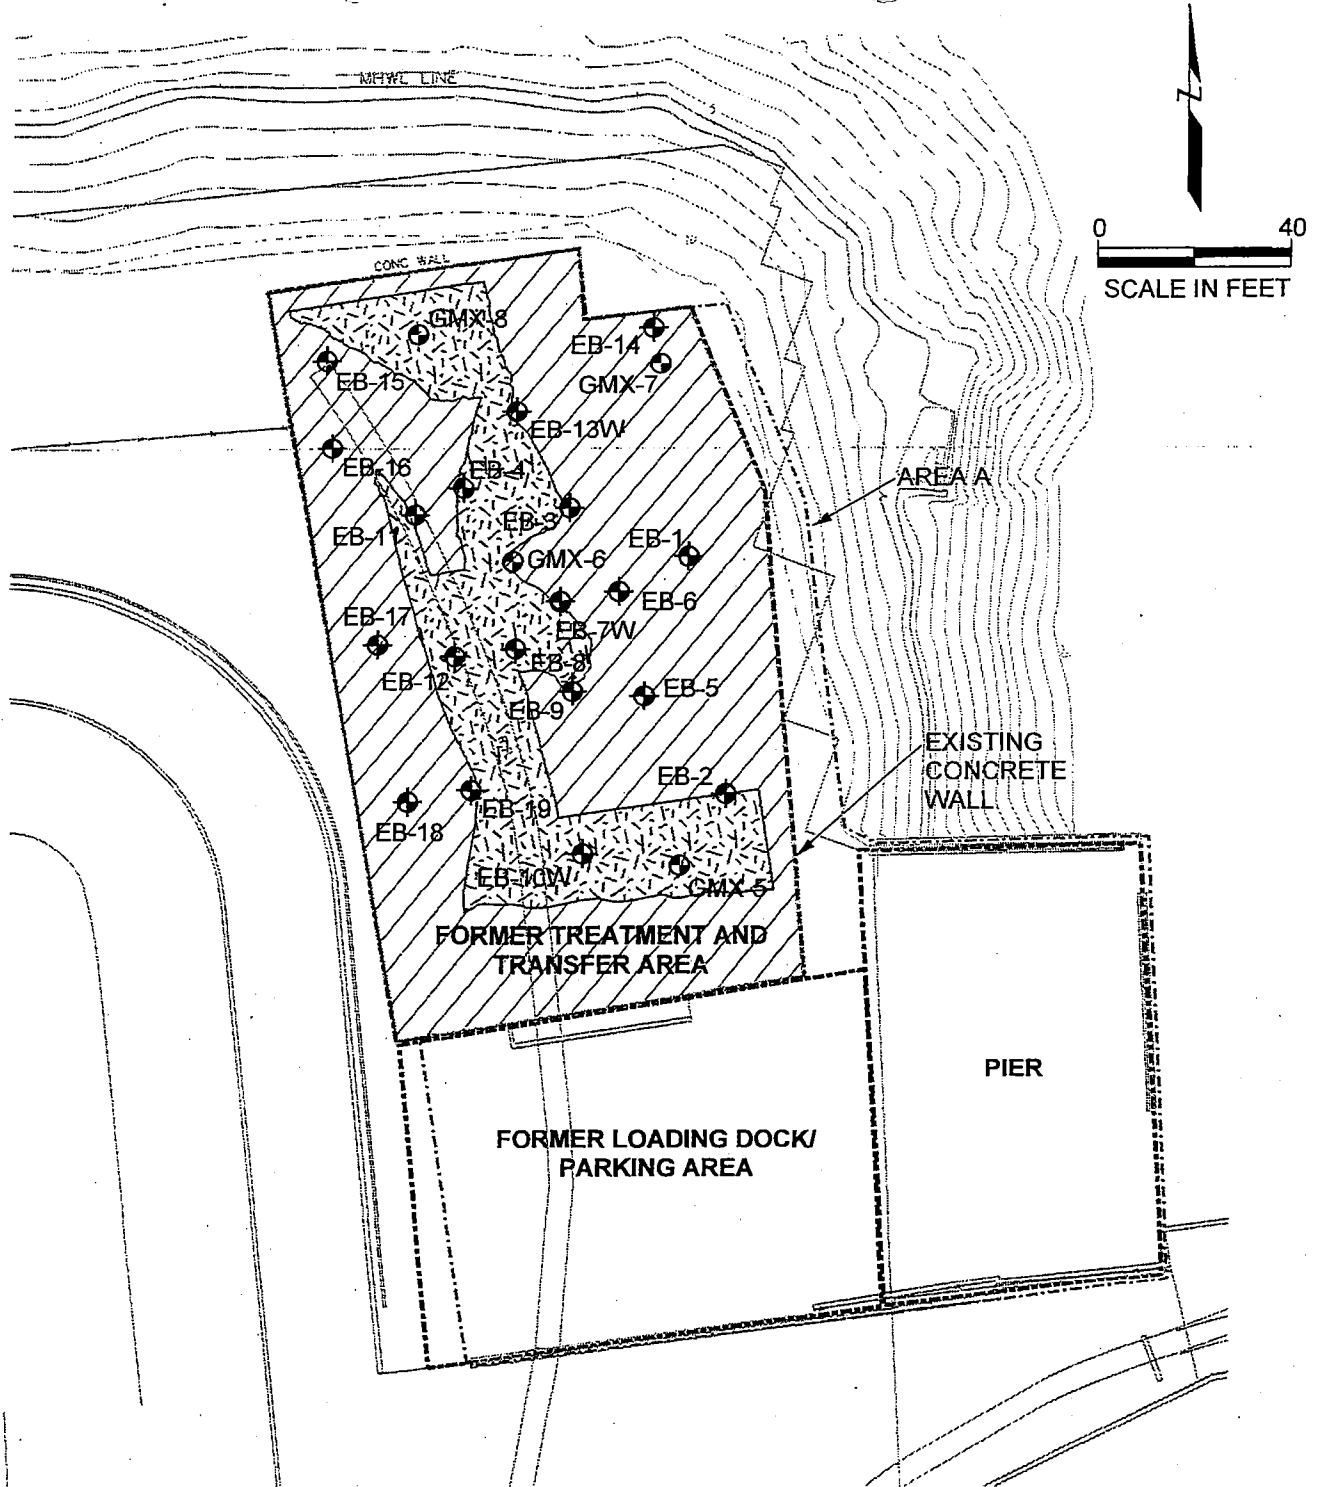 MHWL LINE
5
0 40
SCALE IN FEET
10
CONC WALL
GMX-8
EB-14
GMX-7
EB-15
EB-13W
EB-16
EB-4
AREA A
EB-3
EB-11
EB-1
GMX-6
EB-6
EB-17
EB-7W
EB-8
EB-12
EB-5
EB-9
EXISTING
CONCRETE
WALL
EB-2
EB-19
EB-18
EB-10W
GMX-5
FORMER TREATMENT AND
TRANSFER AREA
PIER
FORMER LOADING DOCK/
PARKING AREA